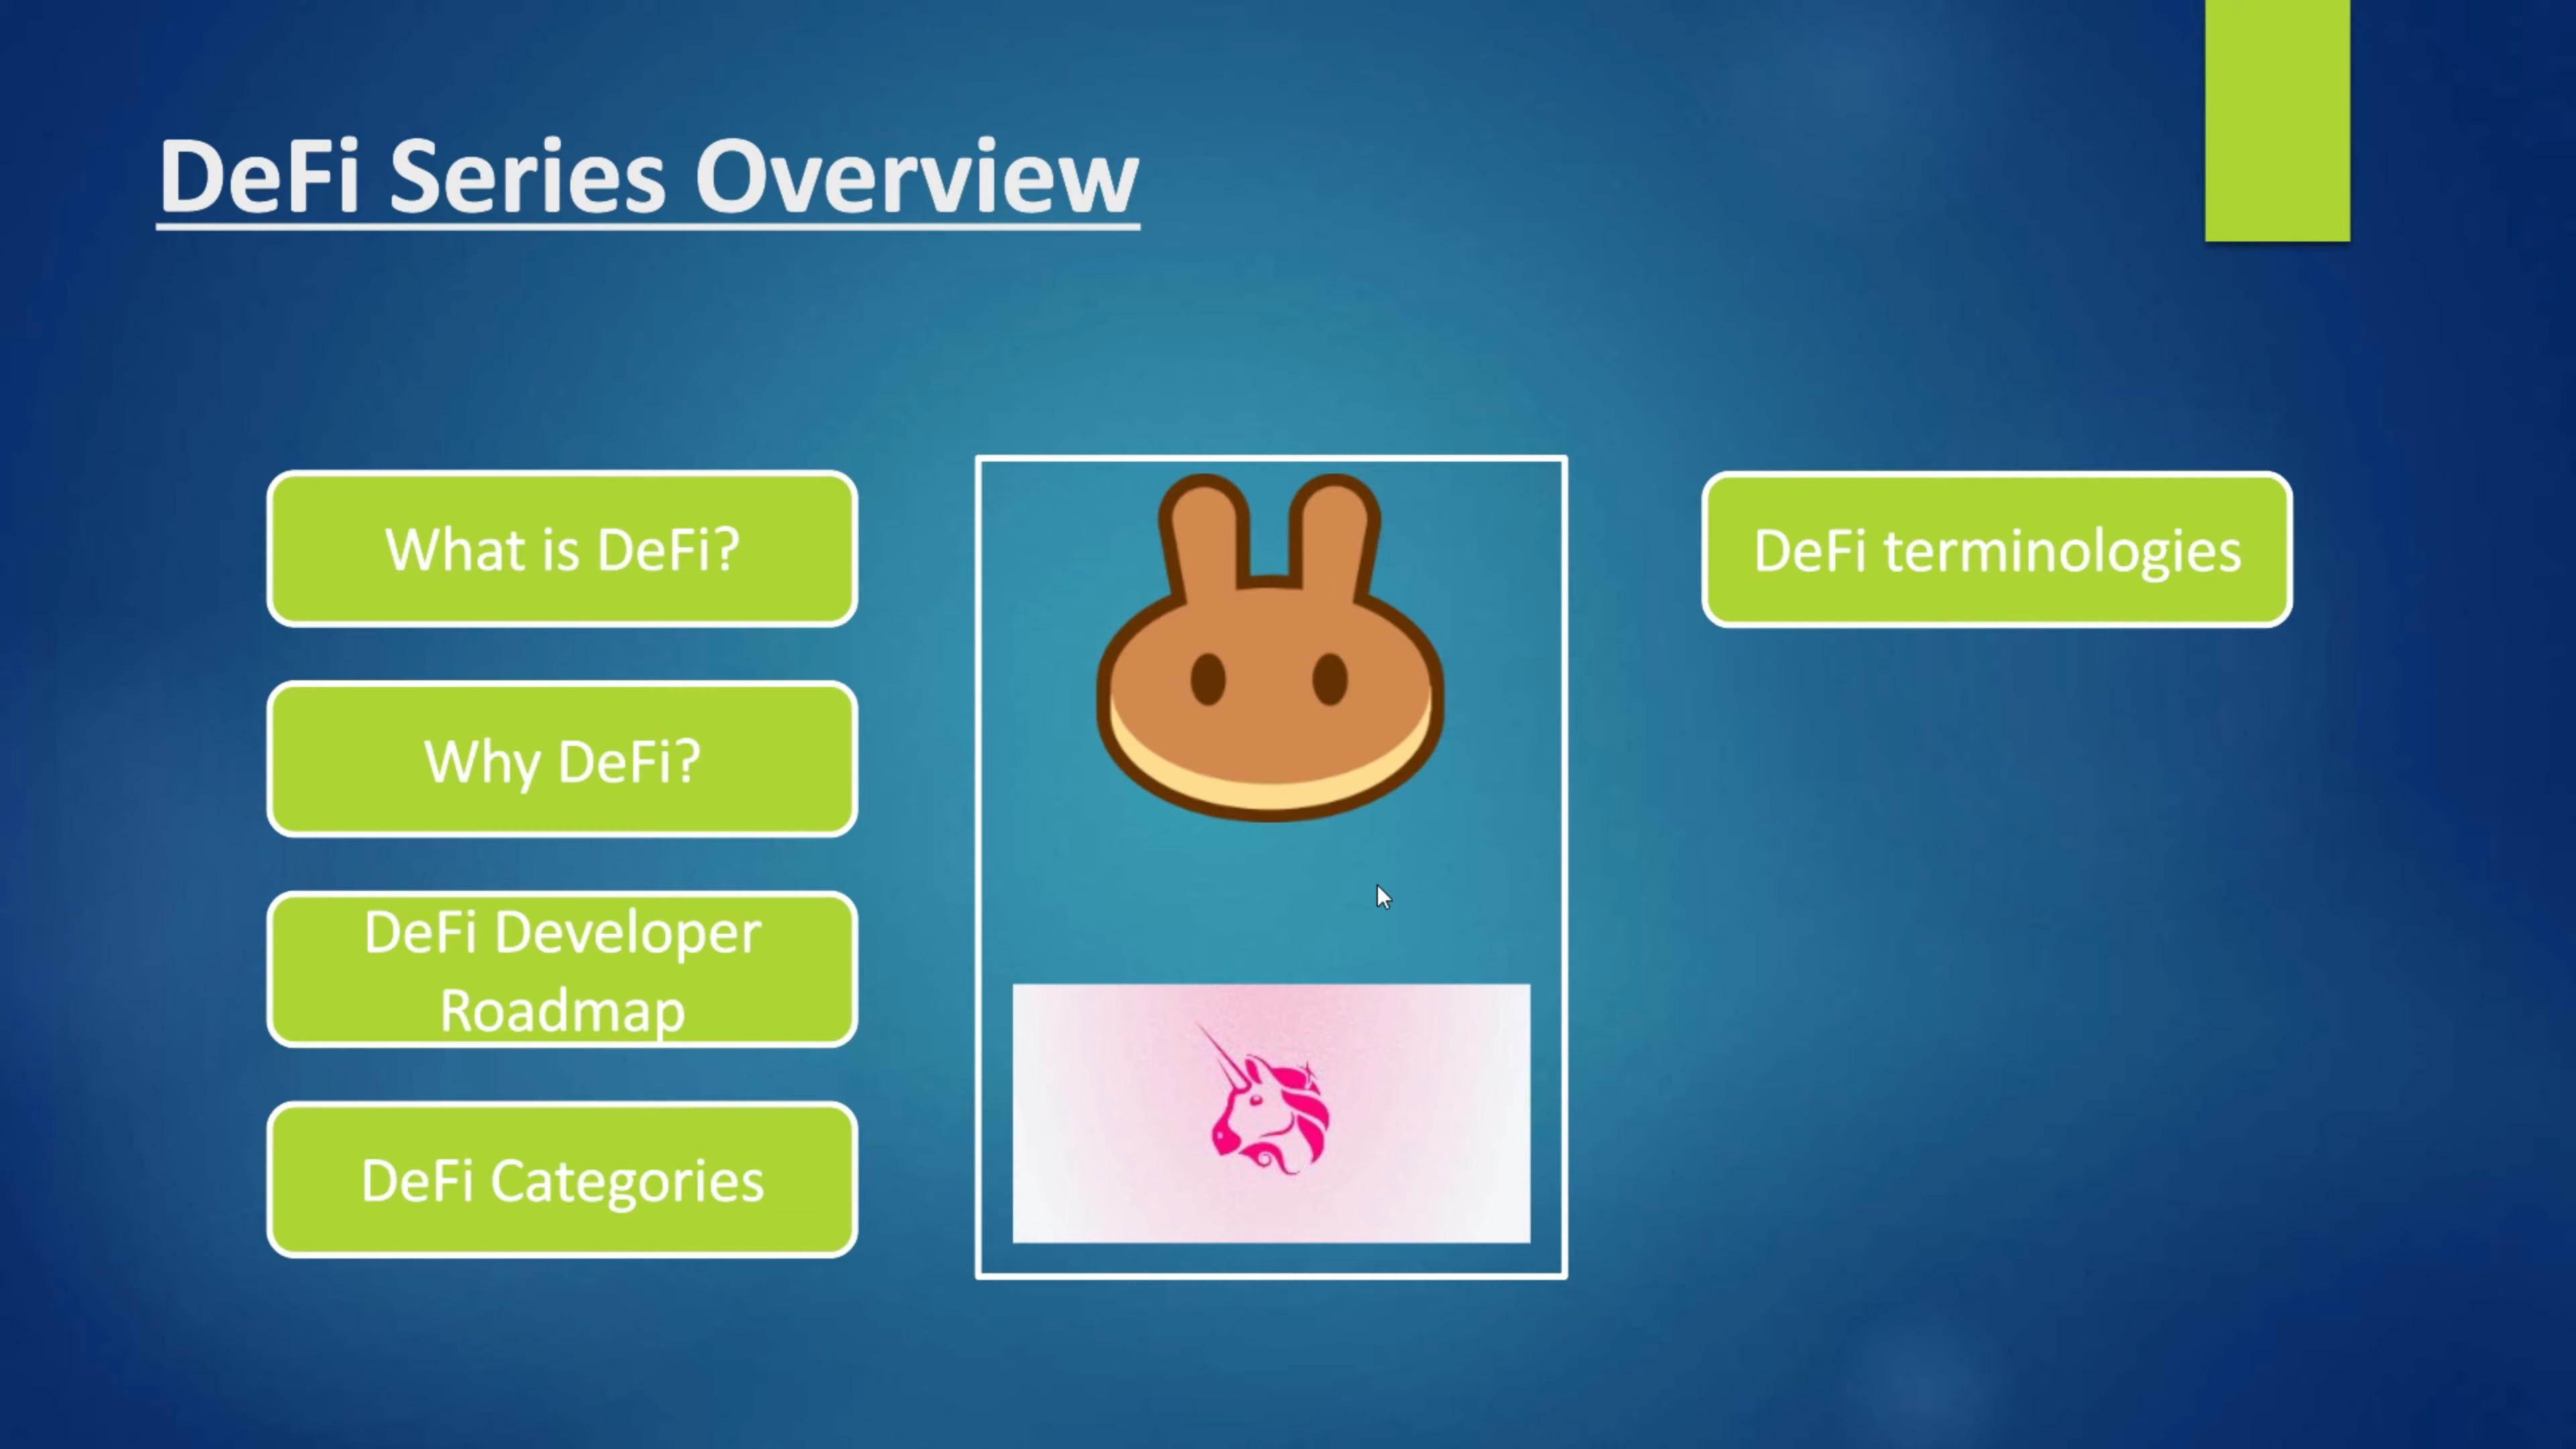 DeFi Series Overview
What is DeFi?
Why DeFi?
DeFi Developer
Roadmap
DeFi Categories
DeFi terminologies